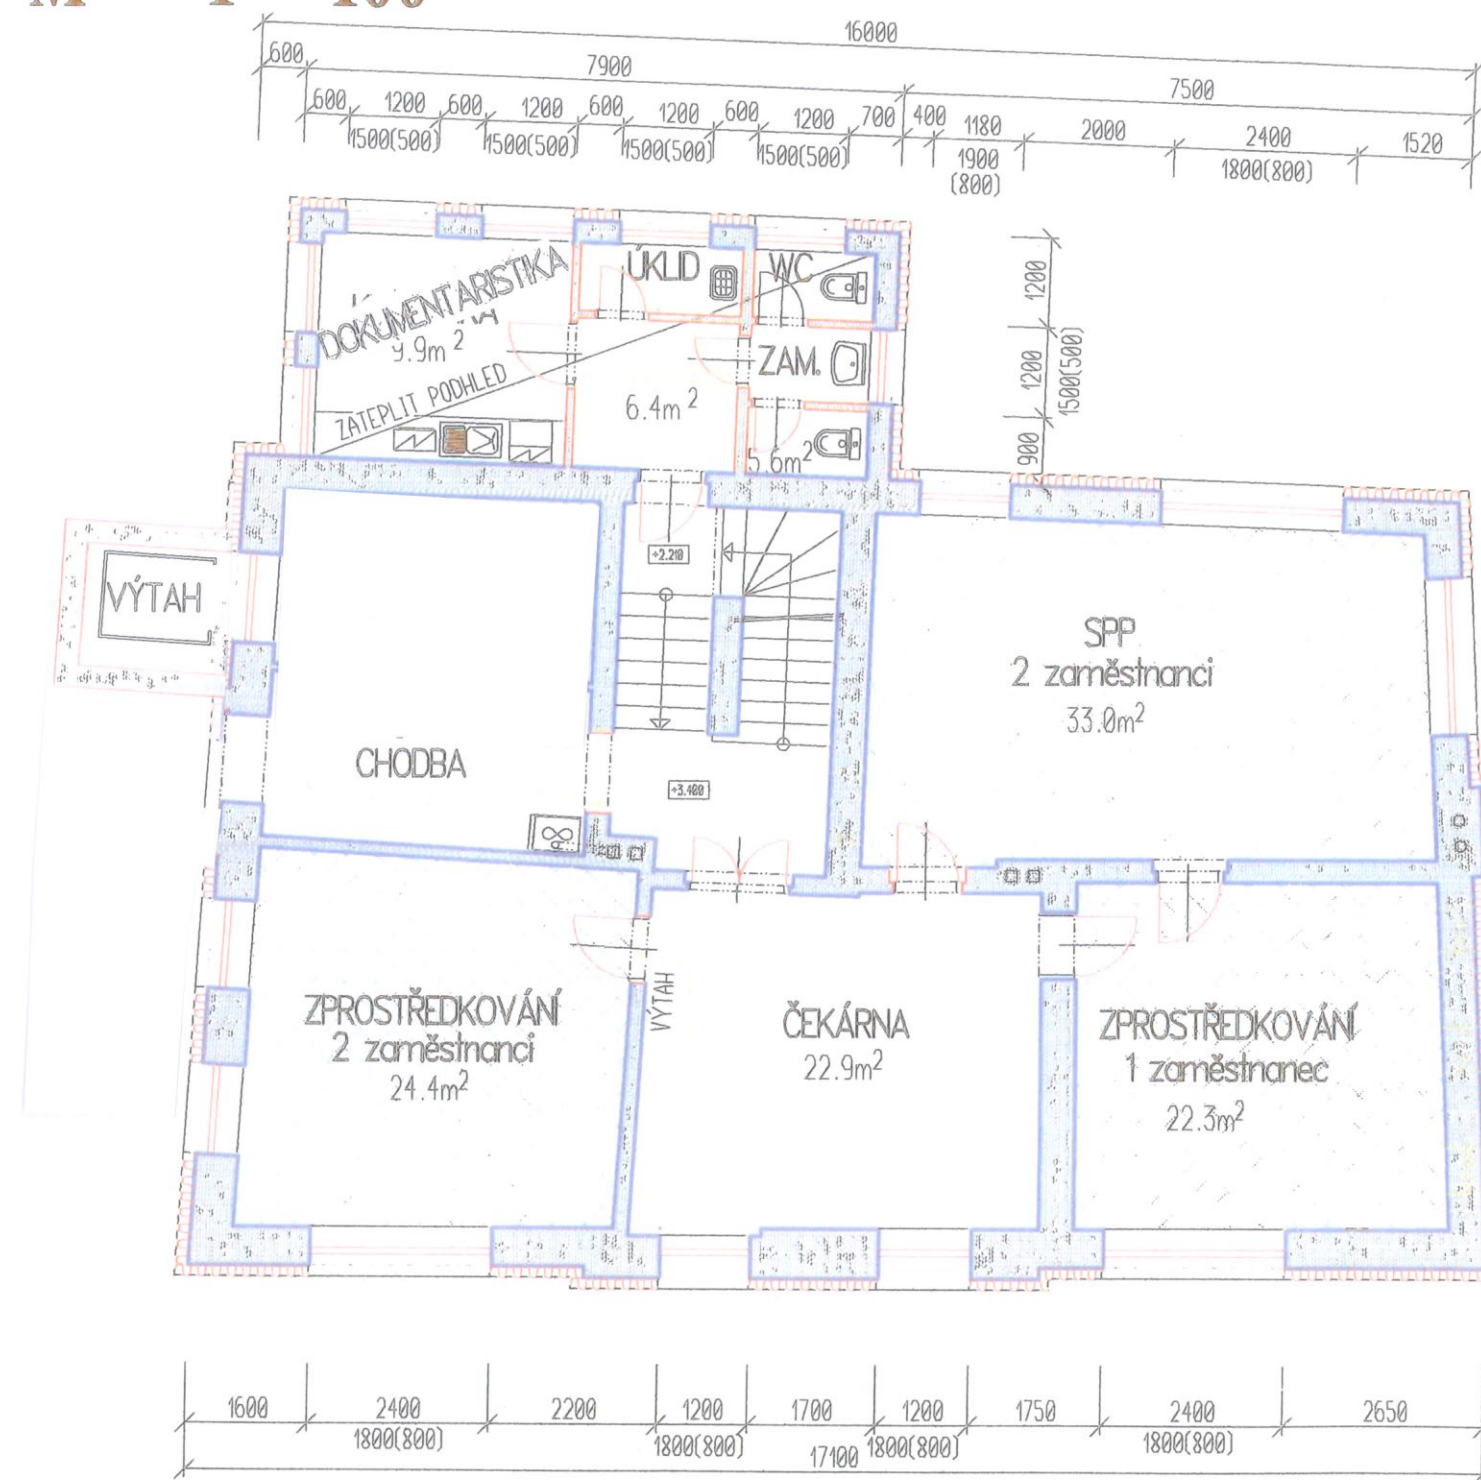 16000
600
7900
7500
600 1200 600 1200 600 1200 600 1200 700 400 1180 2000 2400 1520
1500(500) 1500(500) 1500(500) 1500(500) 1900 1800(800)
(800)
1200
1200
1500(500)
900
DOKUMENTARISTIKA
9.9m²
ZATEPLIT PODHLED
ÚKLID
WC
ZAM.
6.4m²
5.6m²
VÝTAH
+2.210
SPP
2 zaměstnanci
33.0m²
CHODBA
+3.400
VÝTAH
ZPROSTŘEDKOVÁNÍ
2 zaměstnanci
24.4m²
ČEKÁRNA
22.9m²
ZPROSTŘEDKOVÁNÍ
1 zaměstnanec
22.3m²
1600 2400 2200 1200 1700 1200 1750 2400 2650
1800(800) 1800(800) 1800(800) 1800(800)
17100